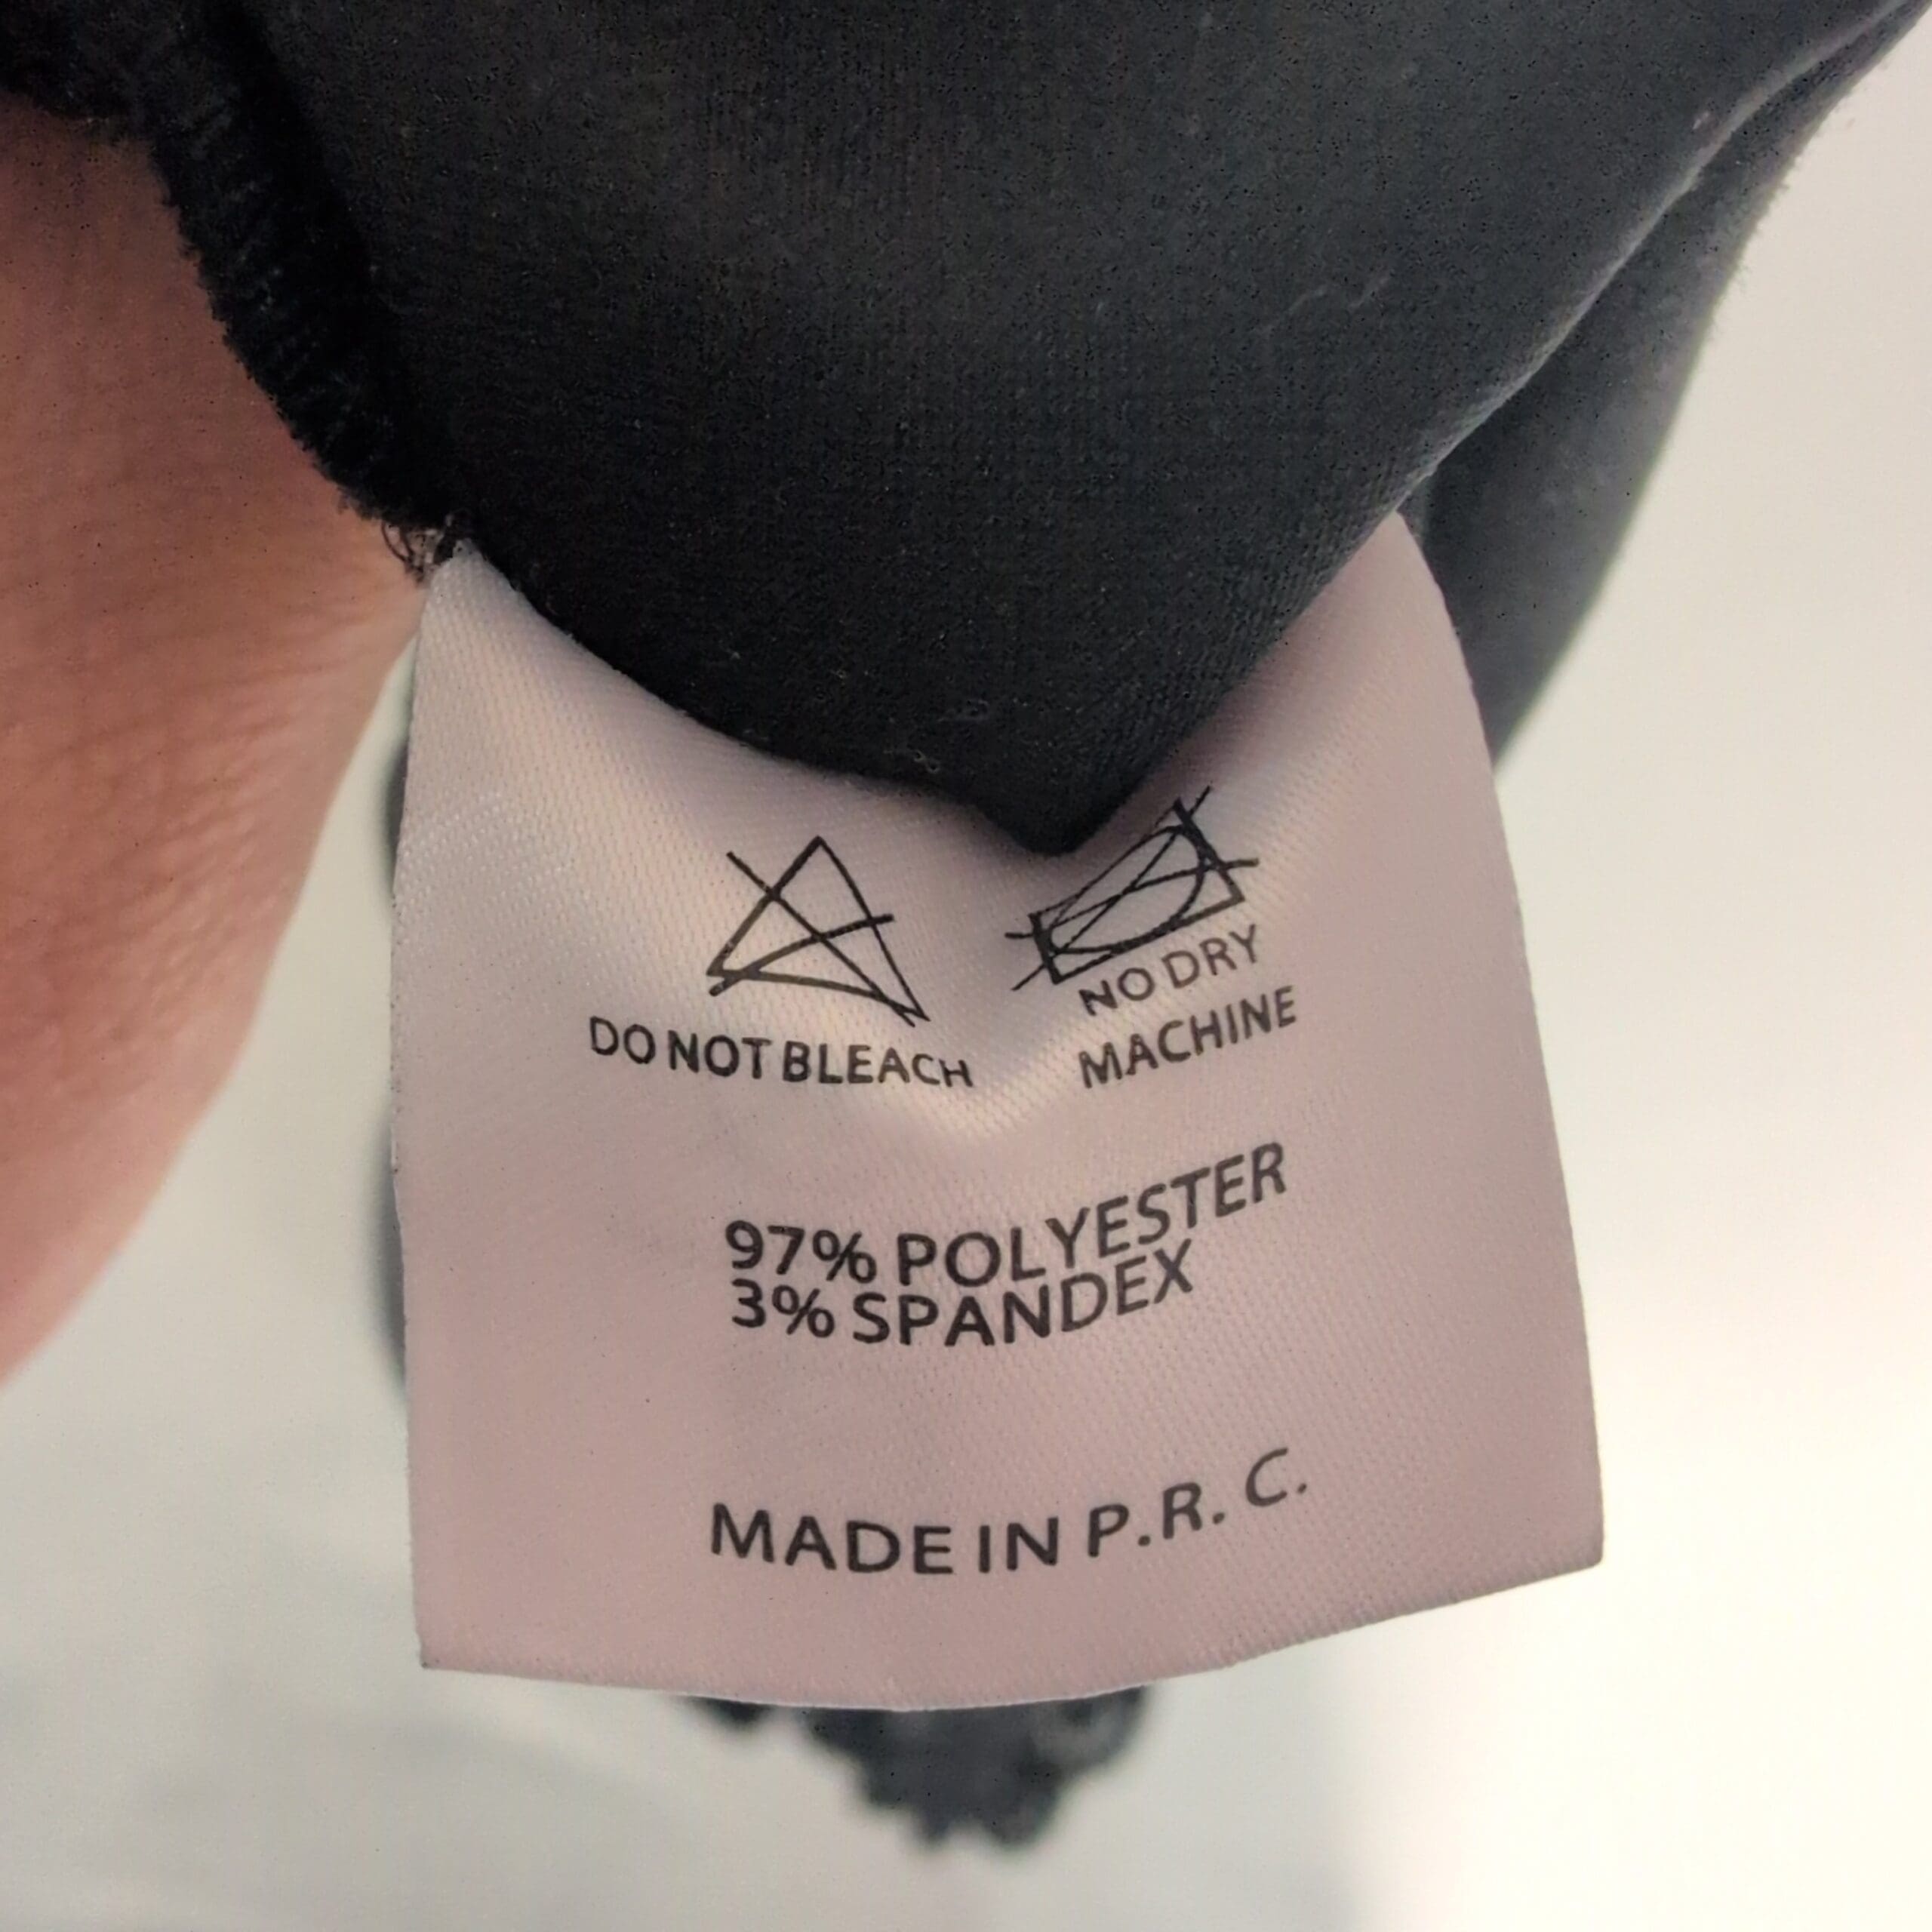 DO NOT BLEACH
NO DRY
MACHINE
97% POLYESTER
3% SPANDEX
MADE IN P.R.C.